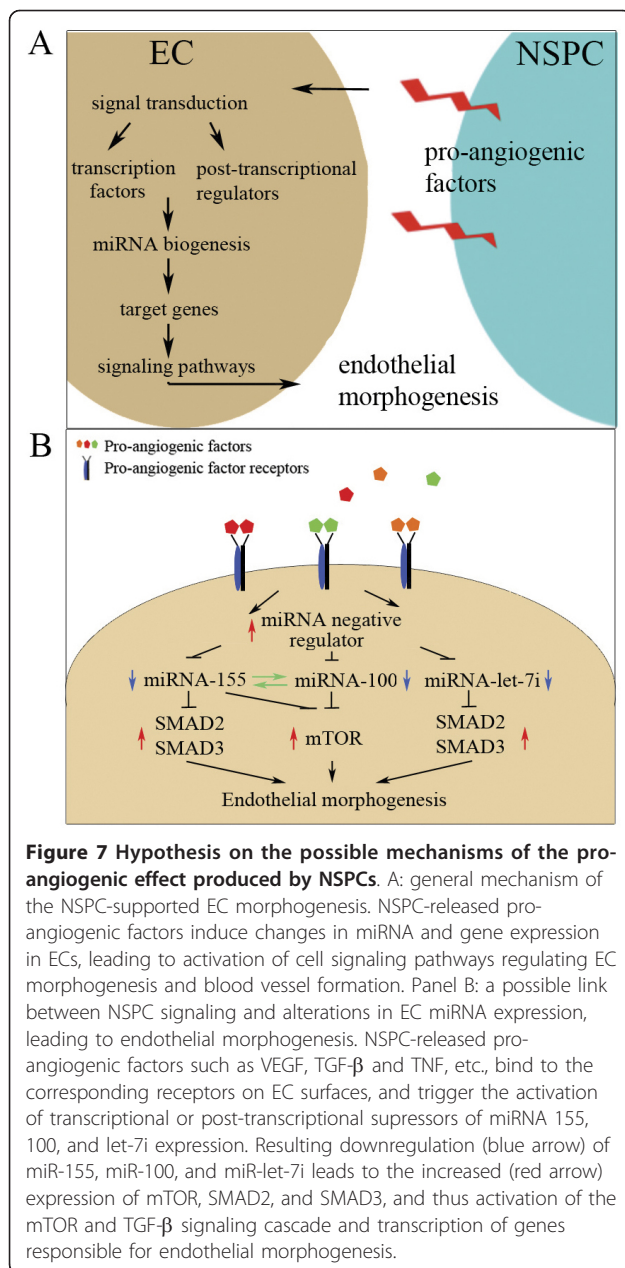 A
EC
NSPC
signal transduction
transcription
factors
post-transcriptional
regulators
pro-angiogenic
factors
miRNA biogenesis
target genes
signaling pathways
endothelial
morphogenesis
B
Pro-angiogenic factors
Pro-angiogenic factor receptors
miRNA negative
regulator
miRNA-155
miRNA-100
miRNA-let-7i
SMAD2
SMAD3
mTOR
SMAD2
SMAD3
Endothelial morphogenesis
Figure 7 Hypothesis on the possible mechanisms of the pro-
angiogenic effect produced by NSPCs. A: general mechanism of
the NSPC-supported EC morphogenesis. NSPC-released pro-
angiogenic factors induce changes in miRNA and gene expression
in ECs, leading to activation of cell signaling pathways regulating EC
morphogenesis and blood vessel formation. Panel B: a possible link
between NSPC signaling and alterations in EC miRNA expression,
leading to endothelial morphogenesis. NSPC-released pro-
angiogenic factors such as VEGF, TGF-β and TNF, etc., bind to the
corresponding receptors on EC surfaces, and trigger the activation
of transcriptional or post-transcriptional supressors of miRNA 155,
100, and let-7i expression. Resulting downregulation (blue arrow) of
miR-155, miR-100, and miR-let-7i leads to the increased (red arrow)
expression of mTOR, SMAD2, and SMAD3, and thus activation of the
mTOR and TGF-β signaling cascade and transcription of genes
responsible for endothelial morphogenesis.